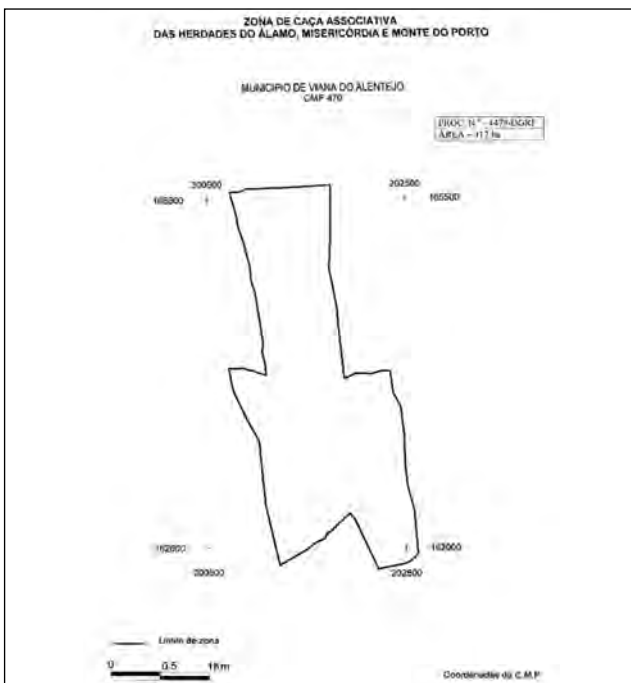 ZONA DE CAÇA ASSOCIATIVA
DAS HERDADES DO ÁLAMO, MISERICÓRDIA E MONTE DO PORTO
MUNICIPIO DE VIANA DO ALENTEJO
CMP 470
PROC. N.º - 4479-DGRF
ÁREA - 417 ha
200500
202500
165500
165500
162000
162000
200500
202500
Limite de zona
0 0.5 1Km
Coordenadas da C.M.P